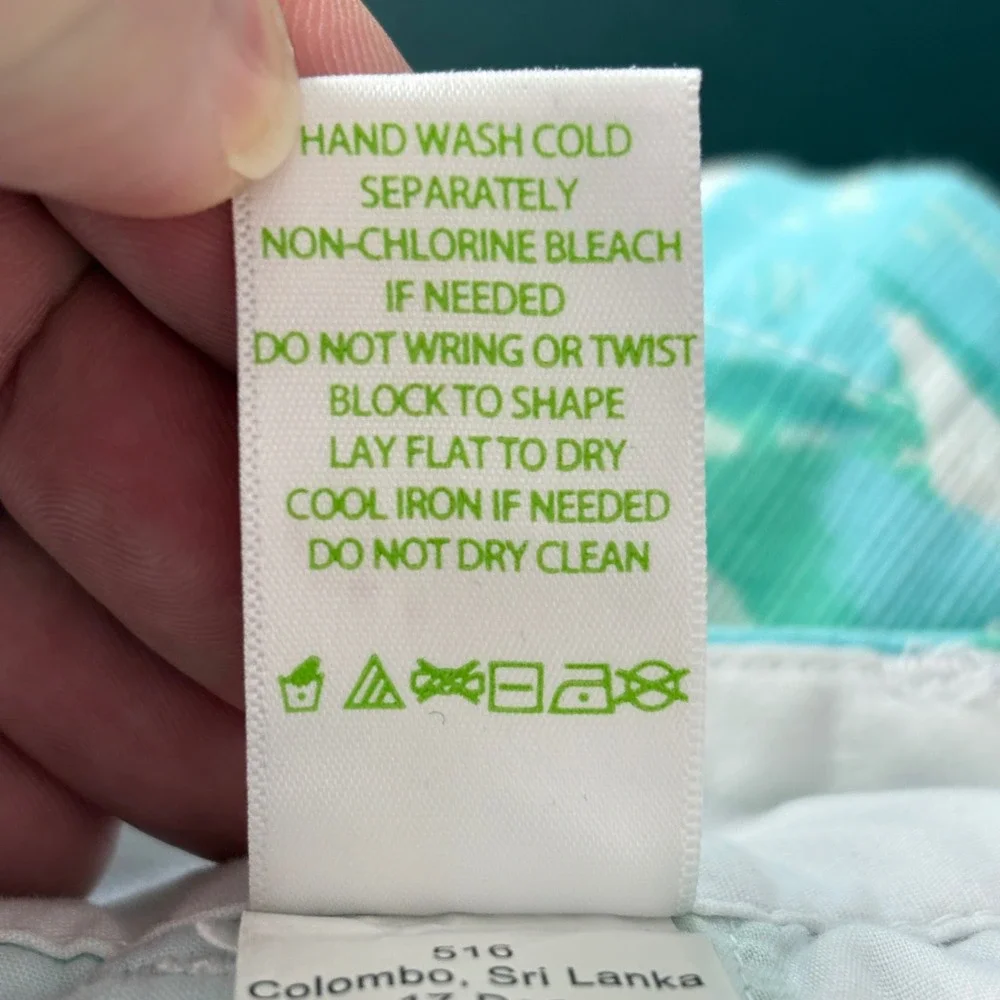 HAND WASH COLD
SEPARATELY
NON-CHLORINE BLEACH
IF NEEDED
DO NOT WRING OR TWIST
BLOCK TO SHAPE
LAY FLAT TO DRY
COOL IRON IF NEEDED
DO NOT DRY CLEAN
516
Colombo, Sri Lanka